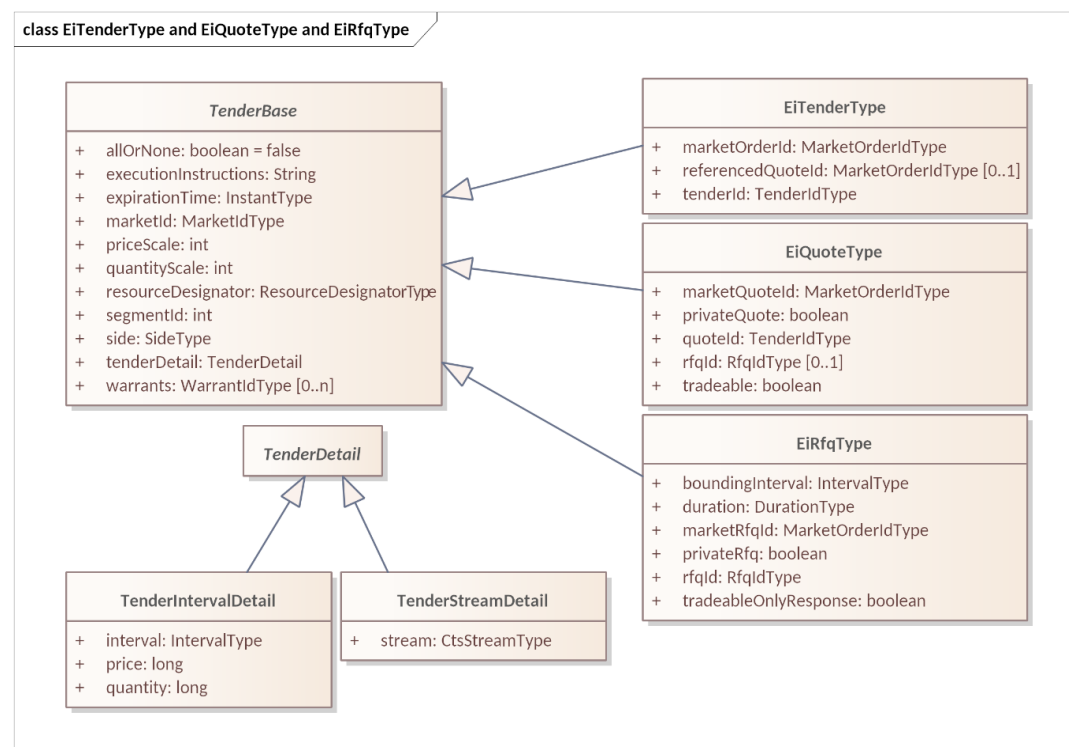 class EiTenderType and EiQuoteType and EiRfqType
TenderBase
+ allOrNone: boolean = false
+ executionInstructions: String
+ expirationTime: InstantType
+ marketId: MarketIdType
+ priceScale: int
+ quantityScale: int
+ resourceDesignator: ResourceDesignatorType
+ segmentId: int
+ side: SideType
+ tenderDetail: TenderDetail
+ warrants: WarrantIdType [0..n]
EiTenderType
+ marketOrderId: MarketOrderIdType
+ referencedQuoteId: MarketOrderIdType [0..1]
+ tenderId: TenderIdType
EiQuoteType
+ marketQuoteId: MarketOrderIdType
+ privateQuote: boolean
+ quoteId: TenderIdType
+ rfqId: RfqIdType [0..1]
+ tradeable: boolean
EiRfqType
+ boundingInterval: IntervalType
+ duration: DurationType
+ marketRfqId: MarketOrderIdType
+ privateRfq: boolean
+ rfqId: RfqIdType
+ tradeableOnlyResponse: boolean
TenderDetail
TenderIntervalDetail
+ interval: IntervalType
+ price: long
+ quantity: long
TenderStreamDetail
+ stream: CtsStreamType